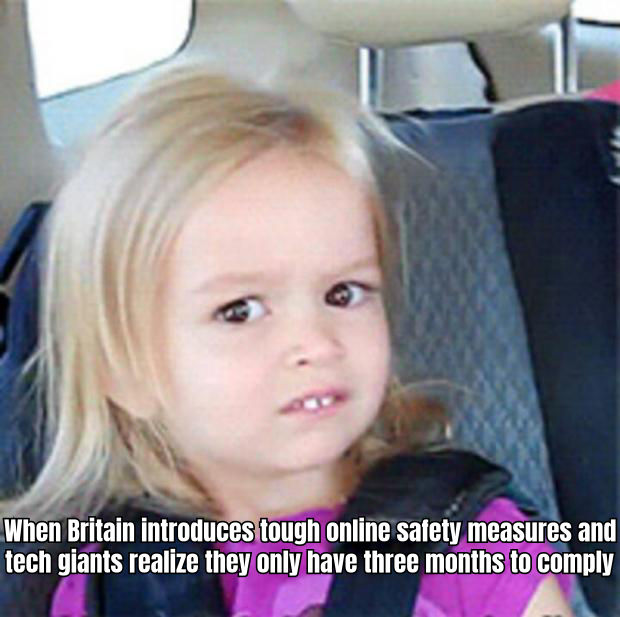 When Britain introduces tough online safety measures and
tech giants realize they only have three months to comply